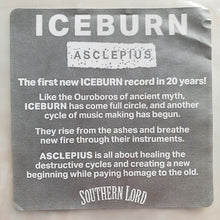 ICEBURN
ASCLEPIUS
The first new ICEBURN record in 20 years!
Like the Ouroboros of ancient myth,
ICEBURN has come full circle, and another
cycle of music making has begun.
They rise from the ashes and breathe
new fire through their instruments.
ASCLEPIUS is all about healing the
destructive cycles and creating a new
beginning while paying homage to the old.
SOUTHERN LORD